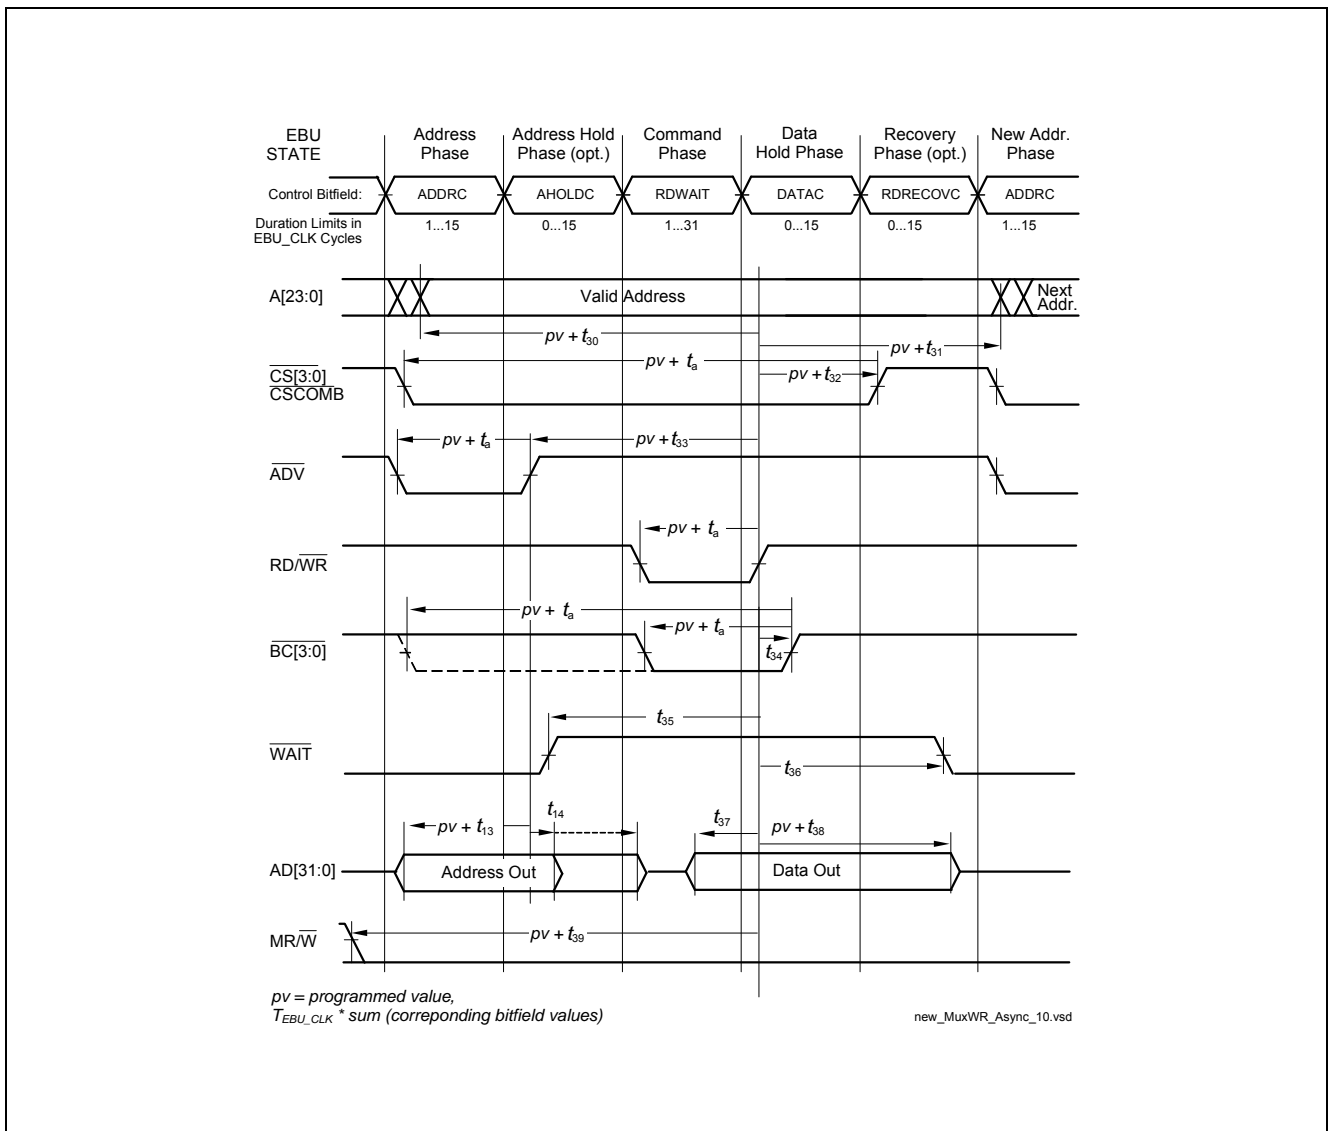 EBU STATE
Address Phase
Address Hold Phase (opt.)
Command Phase
Data Hold Phase
Recovery Phase (opt.)
New Addr. Phase
Control Bitfield:
ADDRC
AHOLDC
RDWAIT
DATAC
RDRECOVC
ADDRC
Duration Limits in EBU_CLK Cycles
1...15
0...15
1...31
0...15
0...15
1...15
A[23:0]
Valid Address
Next Addr.
pv + t30
pv + t31
pv + ta
CS[3:0]
CSCOMB
pv + t32
pv + ta
pv + t33
ADV
pv + ta
RD/WR
pv + ta
pv + ta
BC[3:0]
t34
t35
WAIT
t36
t14
t37
pv + t13
pv + t38
AD[31:0]
Address Out
Data Out
MR/W
pv + t39
pv = programmed value,
TEBU_CLK * sum (correponding bitfield values)
new_MuxWR_Async_10.vsd